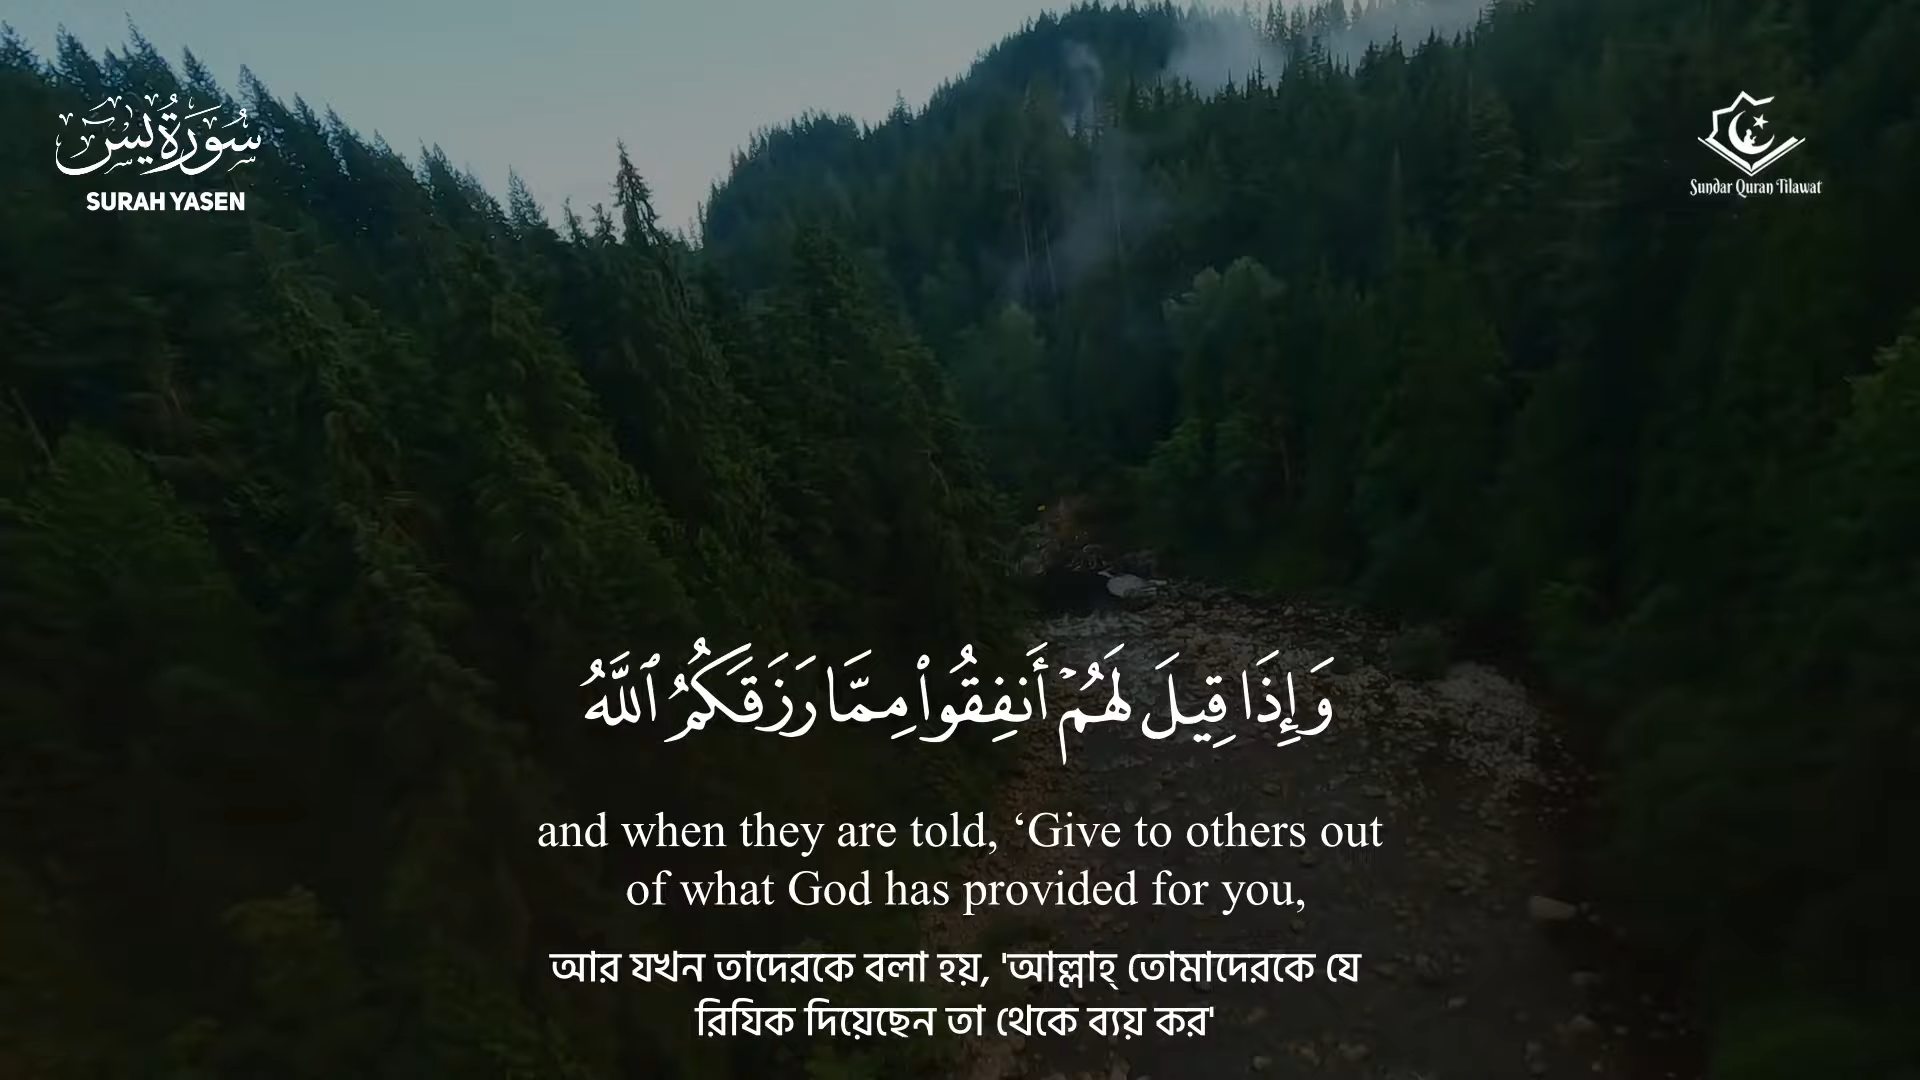 سُورَةُ يٰسٓ
SURAH YASEN
Sundar Quran Tilawat
وَإِذَا قِيلَ لَهُمۡ أَنفِقُواْ مِمَّا رَزَقَكُمُ ٱللَّهُ
and when they are told, ‘Give to others out
of what God has provided for you,
আর যখন তাদেরকে বলা হয়, 'আল্লাহ্ তোমাদেরকে যে
রিযিক দিয়েছেন তা থেকে ব্যয় কর'